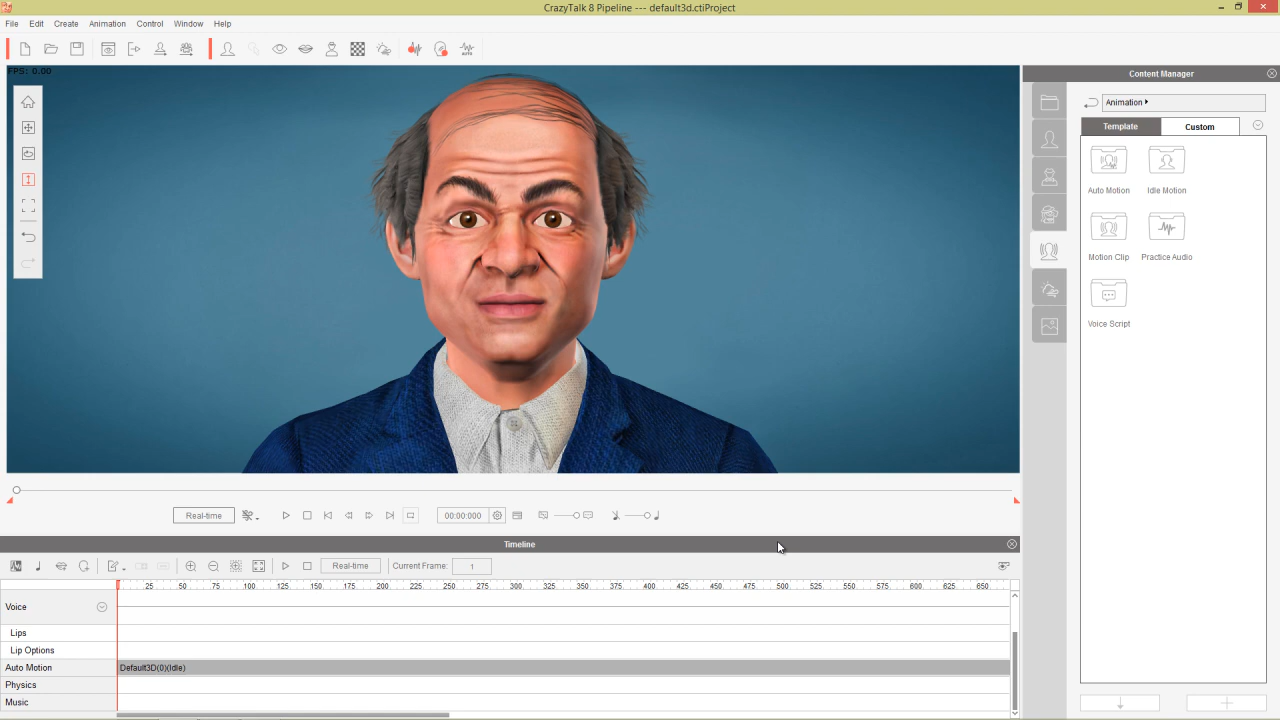 CrazyTalk 8 Pipeline --- default3d.ctiProject
File Edit Create Animation Control Window Help
FPS: 0.00
Content Manager
Animation
Template Custom
Auto Motion Idle Motion
Motion Clip Practice Audio
Voice Script
Real-time 00:00:000
Timeline
Real-time Current Frame: 1
25 50 75 100 125 150 175 200 225 250 275 300 325 350 375 400 425 450 475 500 525 550 575 600 625 650
Voice
Lips
Lip Options
Auto Motion Default3D(0)(Idle)
Physics
Music